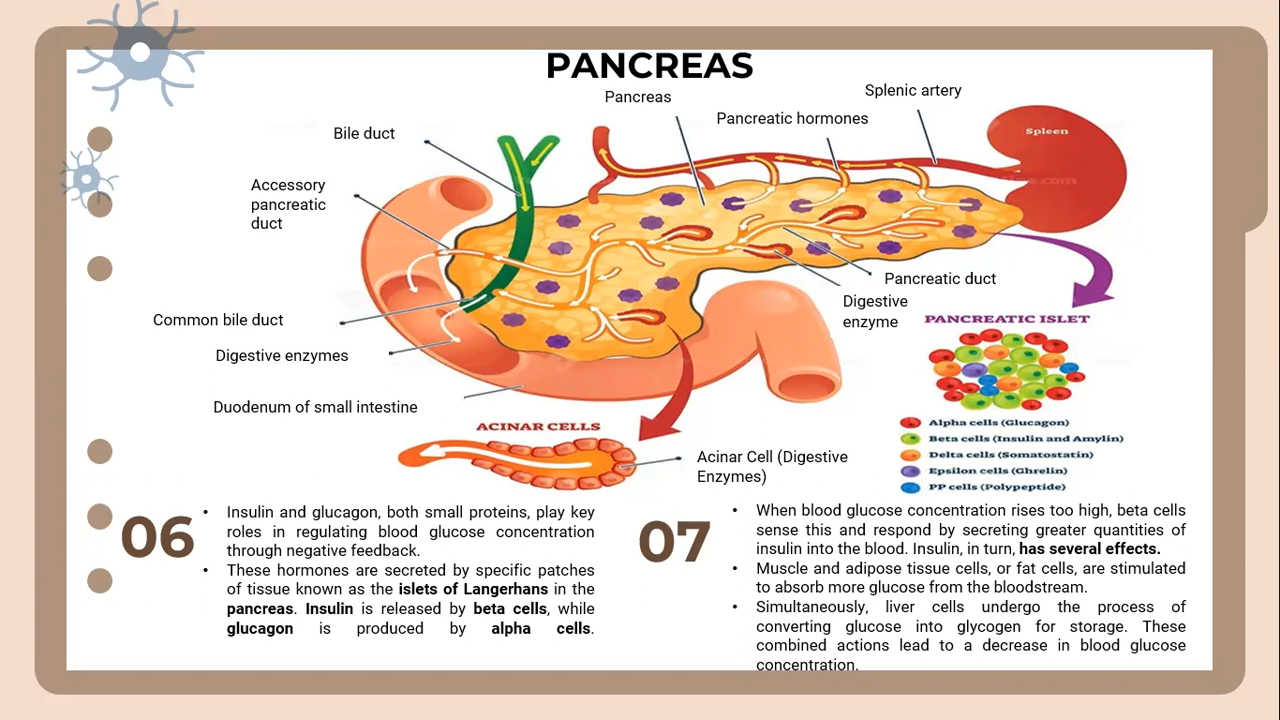 PANCREAS
Pancreas
Splenic artery
Pancreatic hormones
Bile duct
Spleen
Accessory
pancreatic
duct
Pancreatic duct
Digestive
enzyme
Common bile duct
PANCREATIC ISLET
Digestive enzymes
Duodenum of small intestine
ACINAR CELLS
Acinar Cell (Digestive
Enzymes)
Alpha cells (Glucagon)
Beta cells (Insulin and Amylin)
Delta cells (Somatostatin)
Epsilon cells (Ghrelin)
PP cells (Polypeptide)
06
• Insulin and glucagon, both small proteins, play key
roles in regulating blood glucose concentration
through negative feedback.
• These hormones are secreted by specific patches
of tissue known as the islets of Langerhans in the
pancreas. Insulin is released by beta cells, while
glucagon is produced by alpha cells.
07
• When blood glucose concentration rises too high, beta cells
sense this and respond by secreting greater quantities of
insulin into the blood. Insulin, in turn, has several effects.
• Muscle and adipose tissue cells, or fat cells, are stimulated
to absorb more glucose from the bloodstream.
• Simultaneously, liver cells undergo the process of
converting glucose into glycogen for storage. These
combined actions lead to a decrease in blood glucose
concentration.